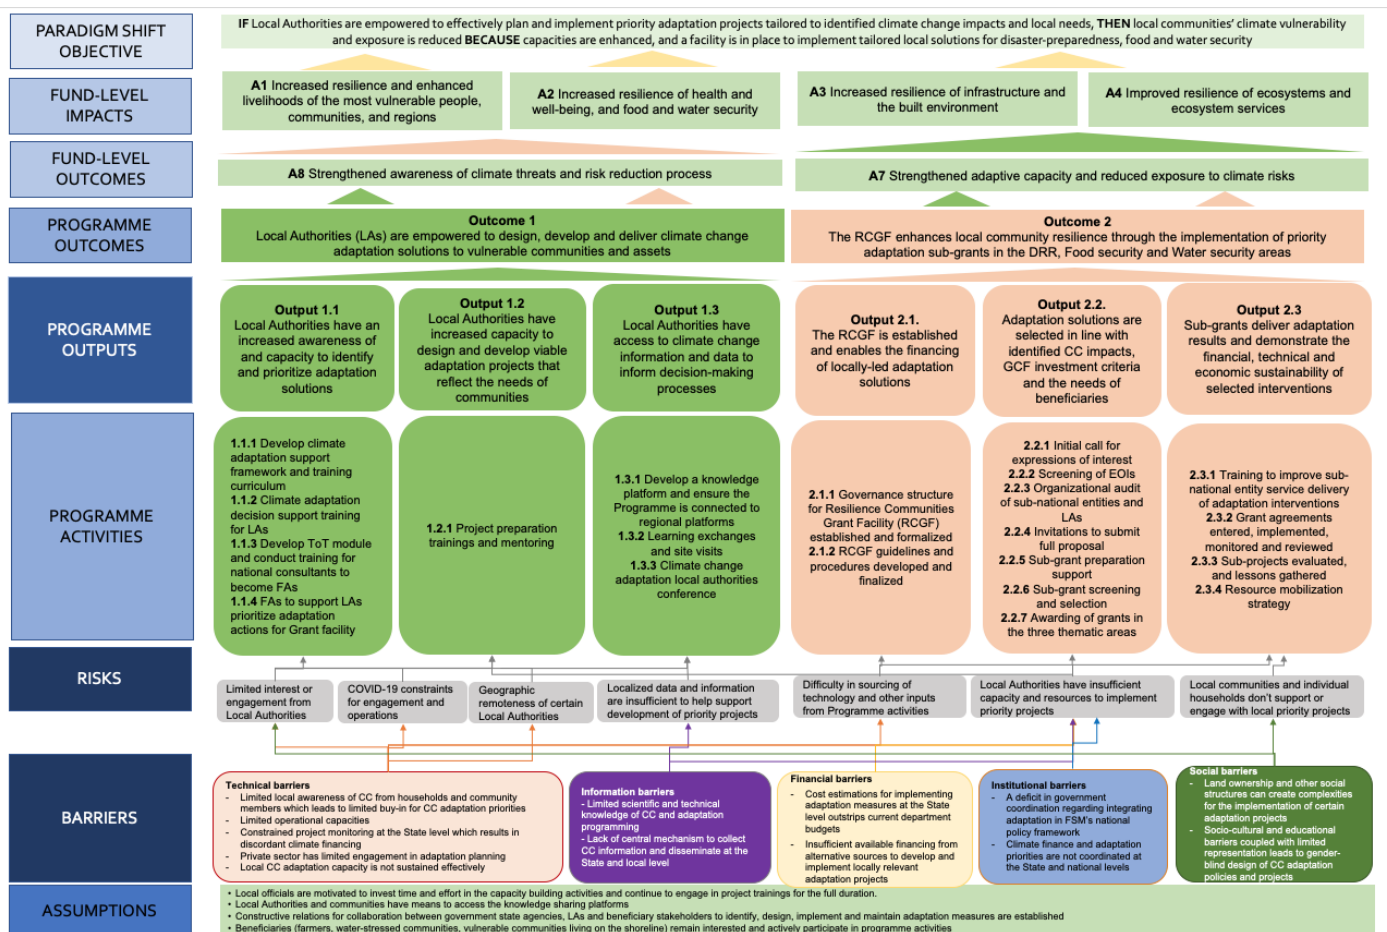 PARADIGM SHIFT
OBJECTIVE
IF Local Authorities are empowered to effectively plan and implement priority adaptation projects tailored to identified climate change impacts and local needs, THEN local communities' climate vulnerability
and exposure is reduced BECAUSE capacities are enhanced, and a facility is in place to implement tailored local solutions for disaster-preparedness, food and water security
FUND-LEVEL
IMPACTS
A1 Increased resilience and enhanced
livelihoods of the most vulnerable people,
communities, and regions
A2 Increased resilience of health and
well-being, and food and water security
A3 Increased resilience of infrastructure and
the built environment
A4 Improved resilience of ecosystems and
ecosystem services
FUND-LEVEL
OUTCOMES
A8 Strengthened awareness of climate threats and risk reduction process
A7 Strengthened adaptive capacity and reduced exposure to climate risks
PROGRAMME
OUTCOMES
Outcome 1
Local Authorities (LAs) are empowered to design, develop and deliver climate change
adaptation solutions to vulnerable communities and assets
Outcome 2
The RCGF enhances local community resilience through the implementation of priority
adaptation sub-grants in the DRR, Food security and Water security areas
PROGRAMME
OUTPUTS
Output 1.1
Local Authorities have an
increased awareness of
and capacity to identify
and prioritize adaptation
solutions
Output 1.2
Local Authorities have
increased capacity to
design and develop viable
adaptation projects that
reflect the needs of
communities
Output 1.3
Local Authorities have
access to climate change
information and data to
inform decision-making
processes
Output 2.1.
The RCGF is established
and enables the financing
of locally-led adaptation
solutions
Output 2.2.
Adaptation solutions are
selected in line with
identified CC impacts,
GCF investment criteria
and the needs of
beneficiaries
Output 2.3
Sub-grants deliver adaptation
results and demonstrate the
financial, technical and
economic sustainability of
selected interventions
PROGRAMME
ACTIVITIES
1.1.1 Develop climate
adaptation support
framework and training
curriculum
1.1.2 Climate adaptation
decision support training
for LAs
1.1.3 Develop ToT module
and conduct training for
national consultants to
become FAs
1.1.4 FAs to support LAs
prioritize adaptation
actions for Grant facility
1.2.1 Project preparation
trainings and mentoring
1.3.1 Develop a knowledge
platform and ensure the
Programme is connected to
regional platforms
1.3.2 Learning exchanges
and site visits
1.3.3 Climate change
adaptation local authorities
conference
2.1.1 Governance structure
for Resilience Communities
Grant Facility (RCGF)
established and formalized
2.1.2 RCGF guidelines and
procedures developed and
finalized
2.2.1 Initial call for
expressions of interest
2.2.2 Screening of EOIs
2.2.3 Organizational audit
of sub-national entities and
LAs
2.2.4 Invitations to submit
full proposal
2.2.5 Sub-grant preparation
support
2.2.6 Sub-grant screening
and selection
2.2.7 Awarding of grants in
the three thematic areas
2.3.1 Training to improve sub-
national entity service delivery
of adaptation interventions
2.3.2 Grant agreements
entered, implemented,
monitored and reviewed
2.3.3 Sub-projects evaluated,
and lessons gathered
2.3.4 Resource mobilization
strategy
RISKS
Limited interest or
engagement from
Local Authorities
COVID-19 constraints
for engagement and
operations
Geographic
remoteness of certain
Local Authorities
Localized data and information
are insufficient to help support
development of priority projects
Difficulty in sourcing of
technology and other inputs
from Programme activities
Local Authorities have insufficient
capacity and resources to implement
priority projects
Local communities and individual
households don't support or
engage with local priority projects
BARRIERS
Technical barriers
- Limited local awareness of CC from households and community
members which leads to limited buy-in for CC adaptation priorities
- Limited operational capacities
- Constrained project monitoring at the State level which results in
discordant climate financing
- Private sector has limited engagement in adaptation planning
- Local CC adaptation capacity is not sustained effectively
Information barriers
- Limited scientific and technical
knowledge of CC and adaptation
programming
- Lack of central mechanism to collect
CC information and disseminate at the
State and local level
Financial barriers
- Cost estimations for implementing
adaptation measures at the State
level outstrips current department
budgets
- Insufficient available financing from
alternative sources to develop and
implement locally relevant
adaptation projects
Institutional barriers
- A deficit in government
coordination regarding integrating
adaptation in FSM's national
policy framework
- Climate finance and adaptation
priorities are not coordinated at
the State and national levels
Social barriers
- Land ownership and other social
structures can create complexities
for the implementation of certain
adaptation projects
- Socio-cultural and educational
barriers coupled with limited
representation leads to gender-
blind design of CC adaptation
policies and projects
ASSUMPTIONS
• Local officials are motivated to invest time and effort in the capacity building activities and continue to engage in project trainings for the full duration.
• Local Authorities and communities have means to access the knowledge sharing platforms
• Constructive relations for collaboration between government state agencies, LAs and beneficiary stakeholders to identify, design, implement and maintain adaptation measures are established
• Beneficiaries (farmers, water-stressed communities, vulnerable communities living on the shoreline) remain interested and actively participate in programme activities